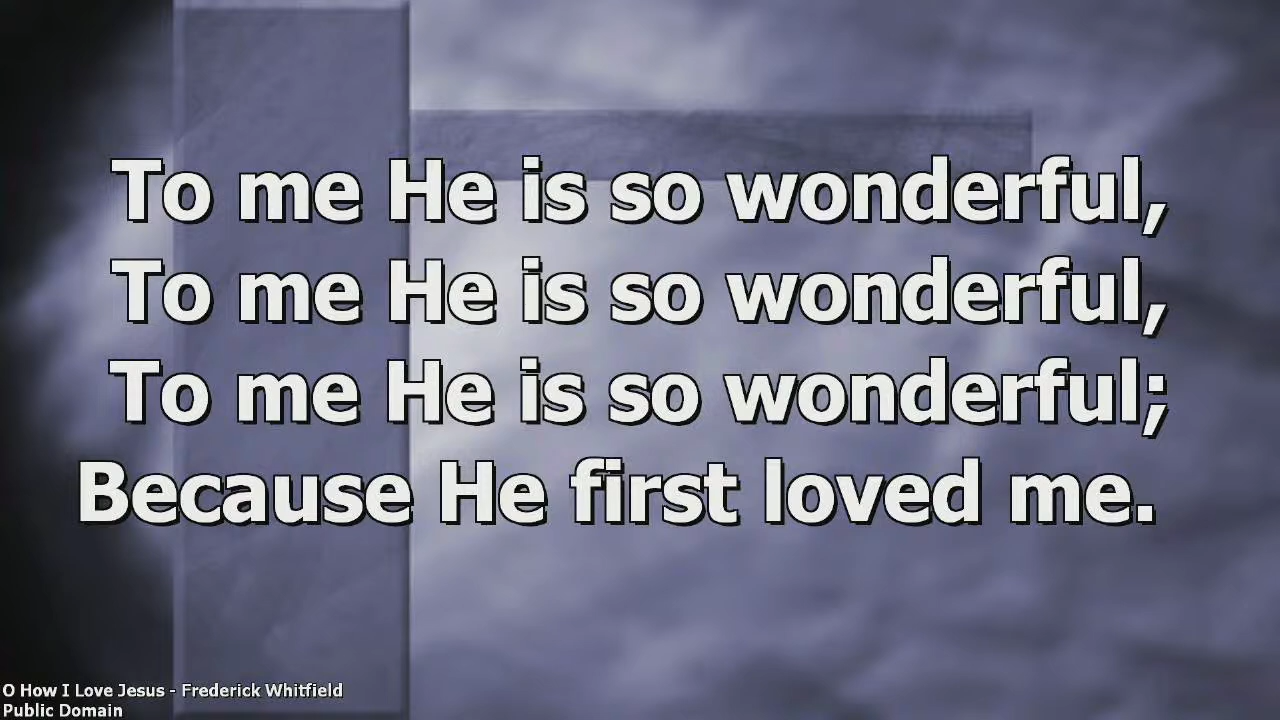 To me He is so wonderful,
To me He is so wonderful,
To me He is so wonderful;
Because He first loved me.
O How I Love Jesus - Frederick Whitfield
Public Domain